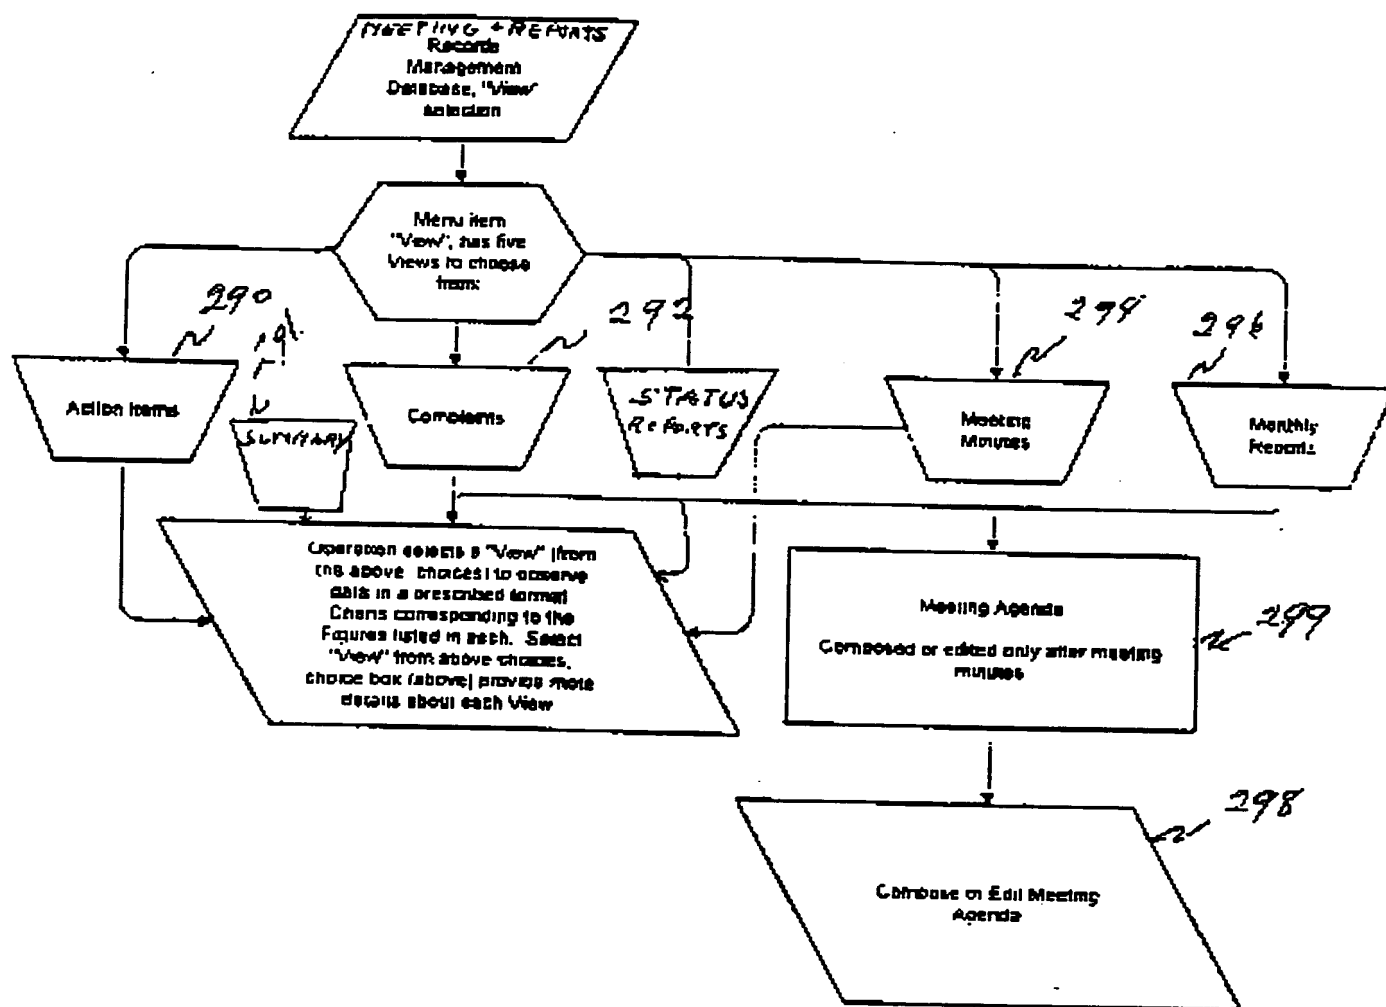 MEETING + REPORTS
Records
Management
Database, "View"
selection
Menu item
"View", has five
Views to choose
from:
290
292
294
296
Action Items
SUMMARY
Complaints
STATUS
REPORTS
Meeting
Minutes
Monthly
Reports
Operation selects a "View" (from
the above choices) to observe
data in a prescribed format
Charts corresponding to the
Figures listed in each. Select
"View" from above choices,
choice box (above) provide more
details about each View
Meeting Agenda
Composed or edited only after meeting
minutes
299
298
Compose or Edit Meeting
Agenda